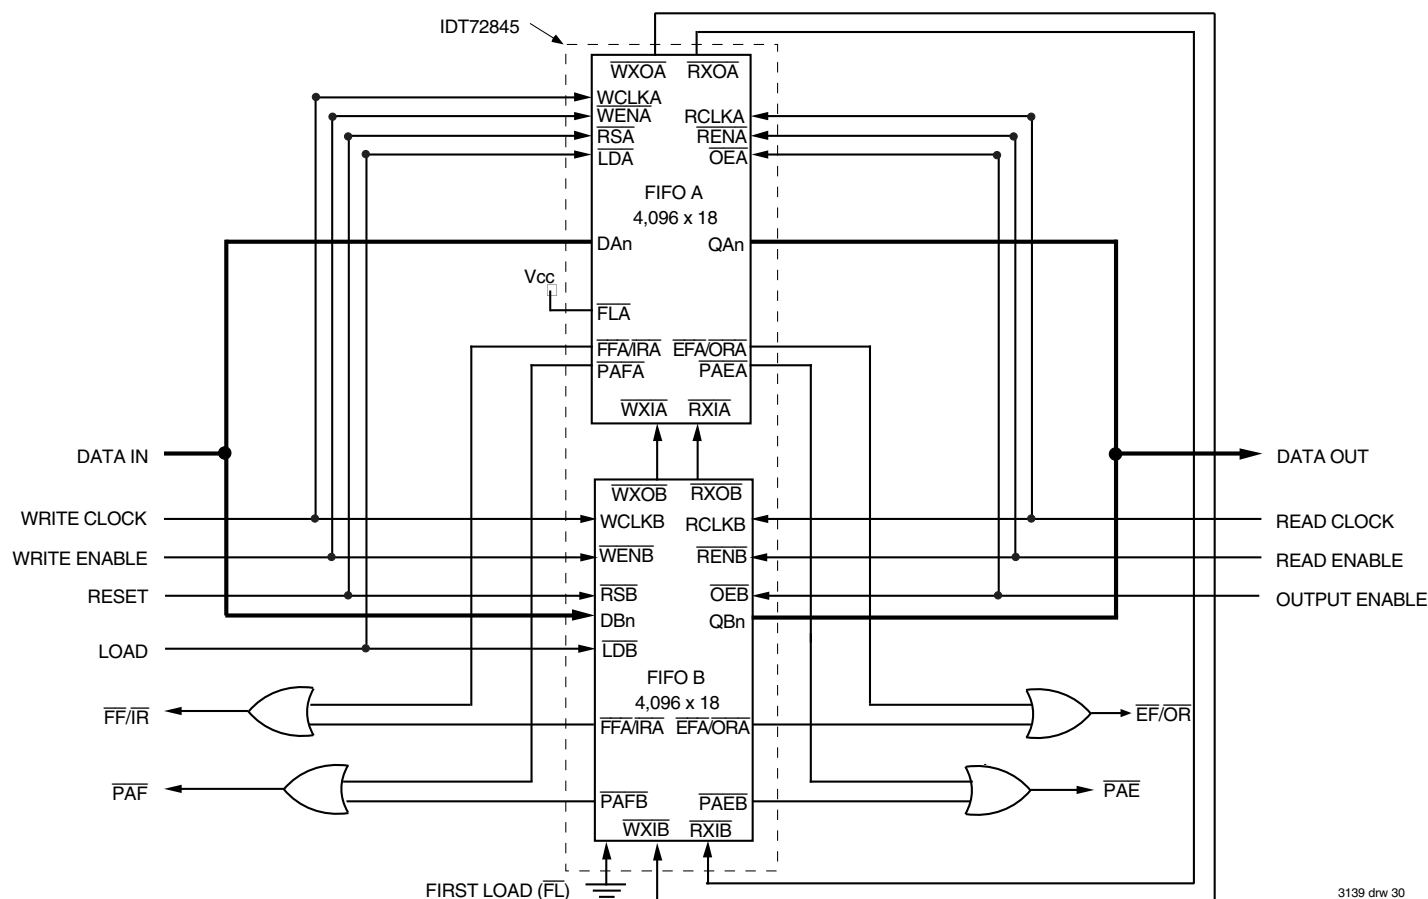 IDT72845
WXOA RXOA
WCLKA
WENA RCLKA
RSA RENA
LDA OEA
FIFO A
4,096 x 18
DAn QAn
Vcc
FLA
FFA/IRA EFA/ORA
PAFA PAEA
WXIA RXIA
DATA IN DATA OUT
WXOB RXOB
WRITE CLOCK WCLKB RCLKB READ CLOCK
WRITE ENABLE WENB RENB READ ENABLE
RESET RSB OEB OUTPUT ENABLE
DBn QBn
LOAD LDB
FIFO B
4,096 x 18
FF/IR EF/OR
FFA/IRA EFA/ORA
PAF PAE
PAFB PAEB
WXIB RXIB
FIRST LOAD (FL)
3139 drw 30